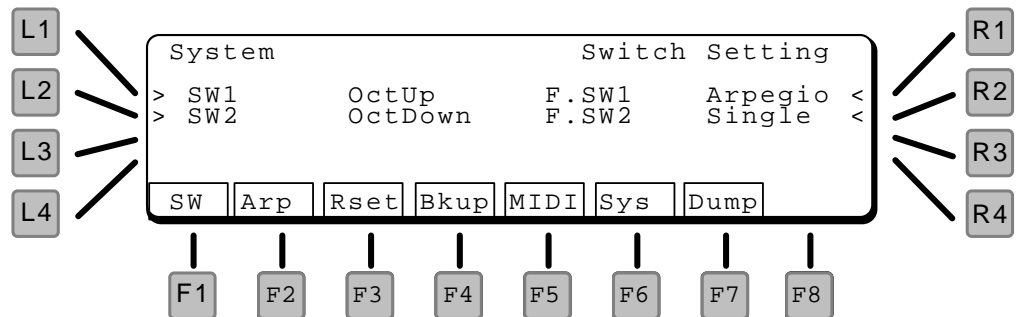 L1
L2
L3
L4
System Switch Setting
> SW1 OctUp F.SW1 Arpegio <
> SW2 OctDown F.SW2 Single <
SW Arp Rset Bkup MIDI Sys Dump
R1
R2
R3
R4
F1 F2 F3 F4 F5 F6 F7 F8